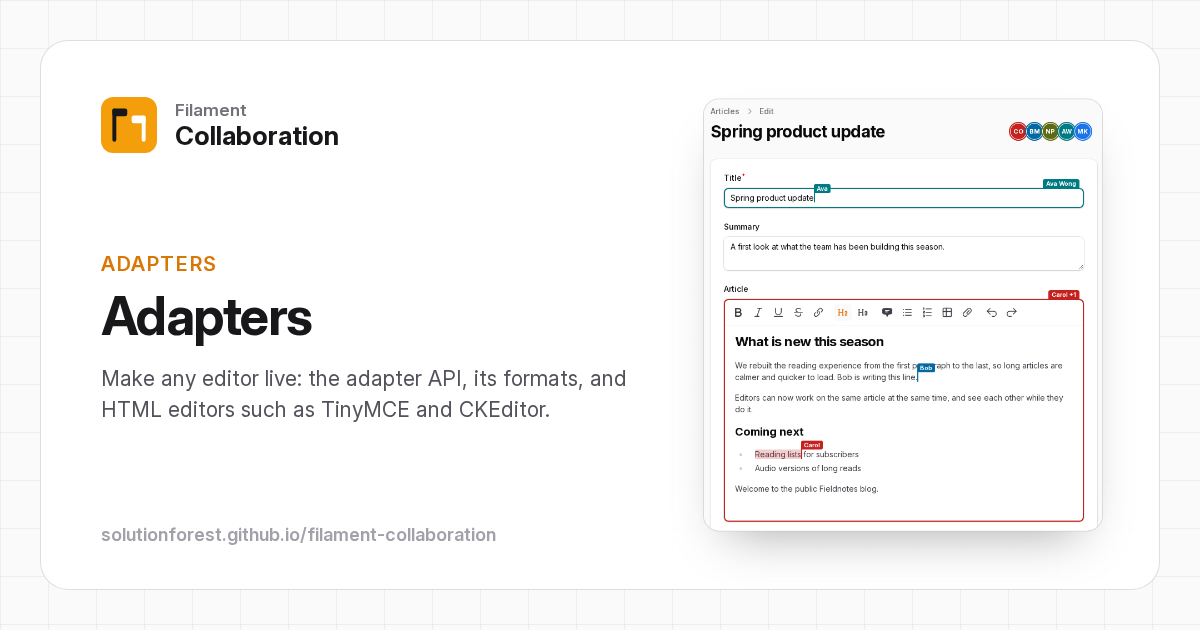 Filament
Collaboration
ADAPTERS
Adapters
Make any editor live: the adapter API, its formats, and
HTML editors such as TinyMCE and CKEditor.
solutionforest.github.io/filament-collaboration
Articles > Edit
Spring product update
CO BM NP AW MK
Title*
Ava Wong
Ava
Spring product update
Summary
A first look at what the team has been building this season.
Article
Carol +1
B I U S H2 H3
What is new this season
We rebuilt the reading experience from the first Bob aph to the last, so long articles are
calmer and quicker to load. Bob is writing this line.
Editors can now work on the same article at the same time, and see each other while they
do it.
Coming next
Carol
Reading lists for subscribers
Audio versions of long reads
Welcome to the public Fieldnotes blog.